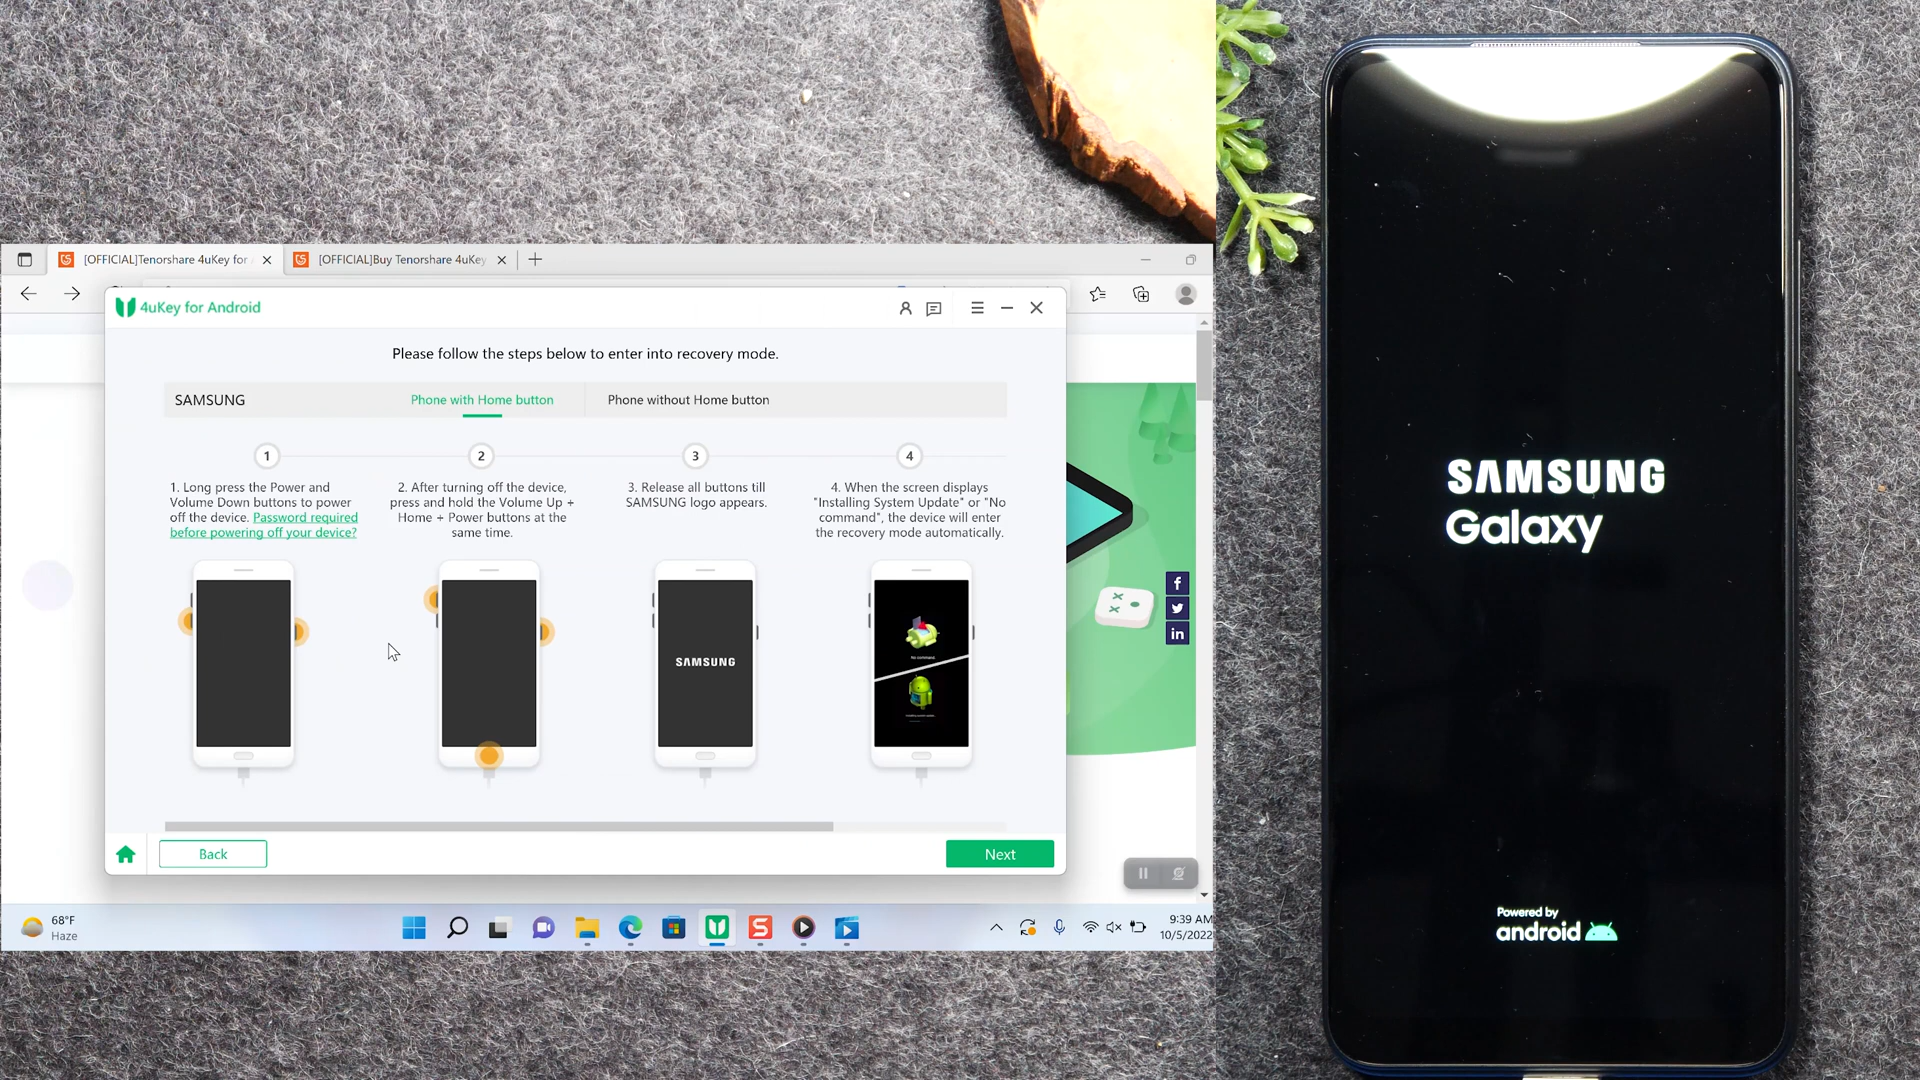 [OFFICIAL]Tenorshare 4uKey for
[OFFICIAL]Buy Tenorshare 4uKey
4uKey for Android
Please follow the steps below to enter into recovery mode.
SAMSUNG
Phone with Home button
Phone without Home button
1
2
3
4
1. Long press the Power and
Volume Down buttons to power
off the device. Password required
before powering off your device?
2. After turning off the device,
press and hold the Volume Up +
Home + Power buttons at the
same time.
3. Release all buttons till
SAMSUNG logo appears.
4. When the screen displays
"Installing System Update" or "No
command", the device will enter
the recovery mode automatically.
SAMSUNG
No command.
Back
Next
68°F
Haze
9:39 AM
10/5/2022
SAMSUNG
Galaxy
Powered by
android